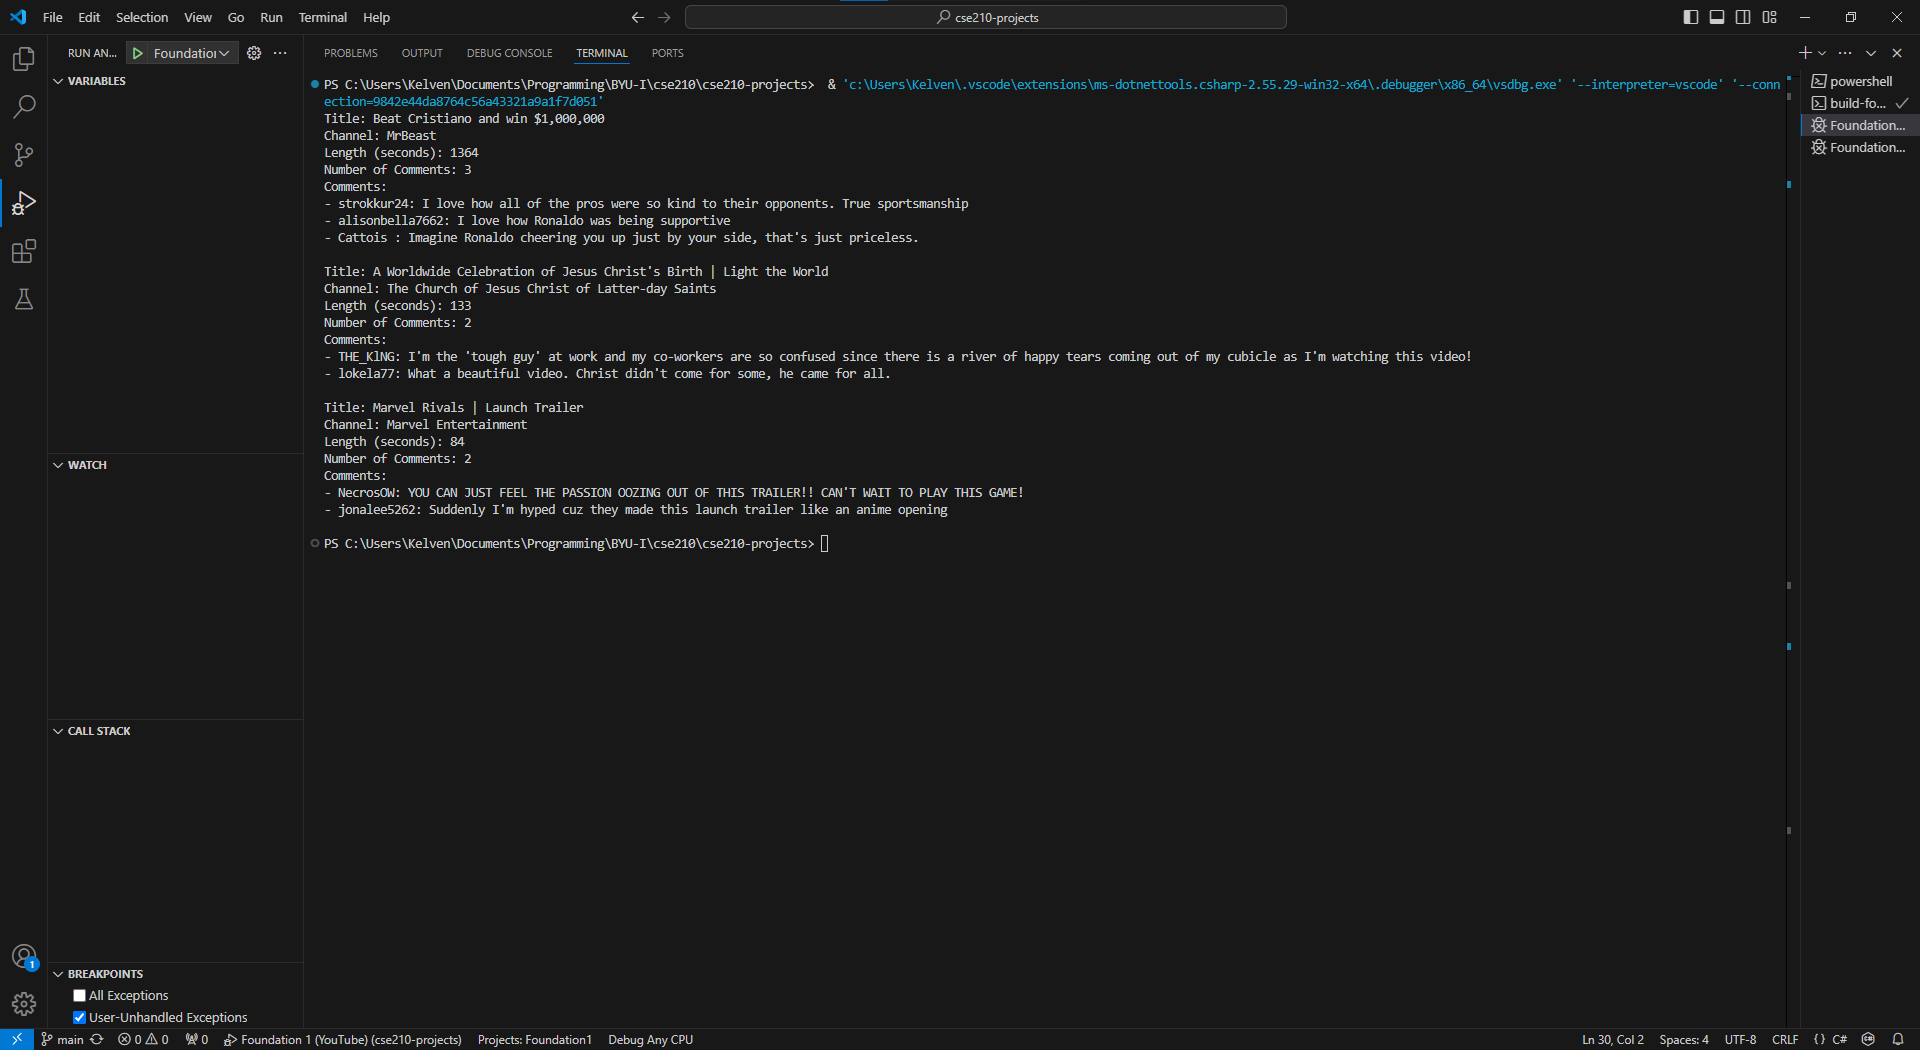 File Edit Selection View Go Run Terminal Help
cse210-projects
RUN AN... Foundation
PROBLEMS OUTPUT DEBUG CONSOLE TERMINAL PORTS
VARIABLES
WATCH
CALL STACK
BREAKPOINTS
All Exceptions
User-Unhandled Exceptions
PS C:\Users\Kelven\Documents\Programming\BYU-I\cse210\cse210-projects>  & 'c:\Users\Kelven\.vscode\extensions\ms-dotnettools.csharp-2.55.29-win32-x64\.debugger\x86_64\vsdbg.exe' '--interpreter=vscode' '--conn
ection=9842e44da8764c56a43321a9a1f7d051'
Title: Beat Cristiano and win $1,000,000
Channel: MrBeast
Length (seconds): 1364
Number of Comments: 3
Comments:
- strokkur24: I love how all of the pros were so kind to their opponents. True sportsmanship
- alisonbella7662: I love how Ronaldo was being supportive
- Cattois : Imagine Ronaldo cheering you up just by your side, that's just priceless.
Title: A Worldwide Celebration of Jesus Christ's Birth | Light the World
Channel: The Church of Jesus Christ of Latter-day Saints
Length (seconds): 133
Number of Comments: 2
Comments:
- THE_KlNG: I'm the 'tough guy' at work and my co-workers are so confused since there is a river of happy tears coming out of my cubicle as I'm watching this video!
- lokela77: What a beautiful video. Christ didn't come for some, he came for all.
Title: Marvel Rivals | Launch Trailer
Channel: Marvel Entertainment
Length (seconds): 84
Number of Comments: 2
Comments:
- NecrosOW: YOU CAN JUST FEEL THE PASSION OOZING OUT OF THIS TRAILER!! CAN'T WAIT TO PLAY THIS GAME!
- jonalee5262: Suddenly I'm hyped cuz they made this launch trailer like an anime opening
PS C:\Users\Kelven\Documents\Programming\BYU-I\cse210\cse210-projects>
powershell
build-fo...
Foundation...
Foundation...
1
main 0 0 0 Foundation 1 (YouTube) (cse210-projects) Projects: Foundation1 Debug Any CPU
Ln 30, Col 2 Spaces: 4 UTF-8 CRLF {} C#